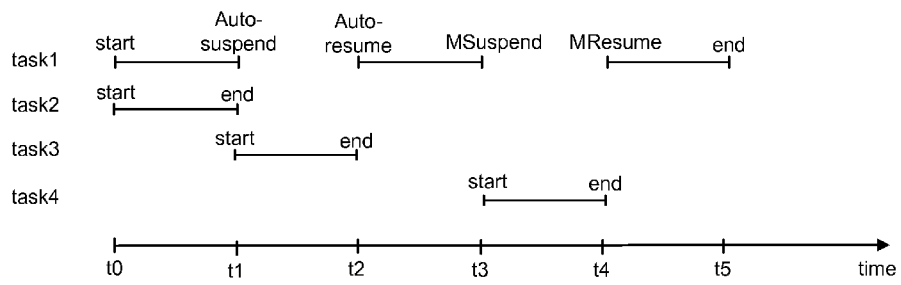 Auto-
Auto-
start
suspend
resume
MSuspend
MResume
end
task1
start
end
task2
start
end
task3
start
end
task4
t0
t1
t2
t3
t4
t5
time